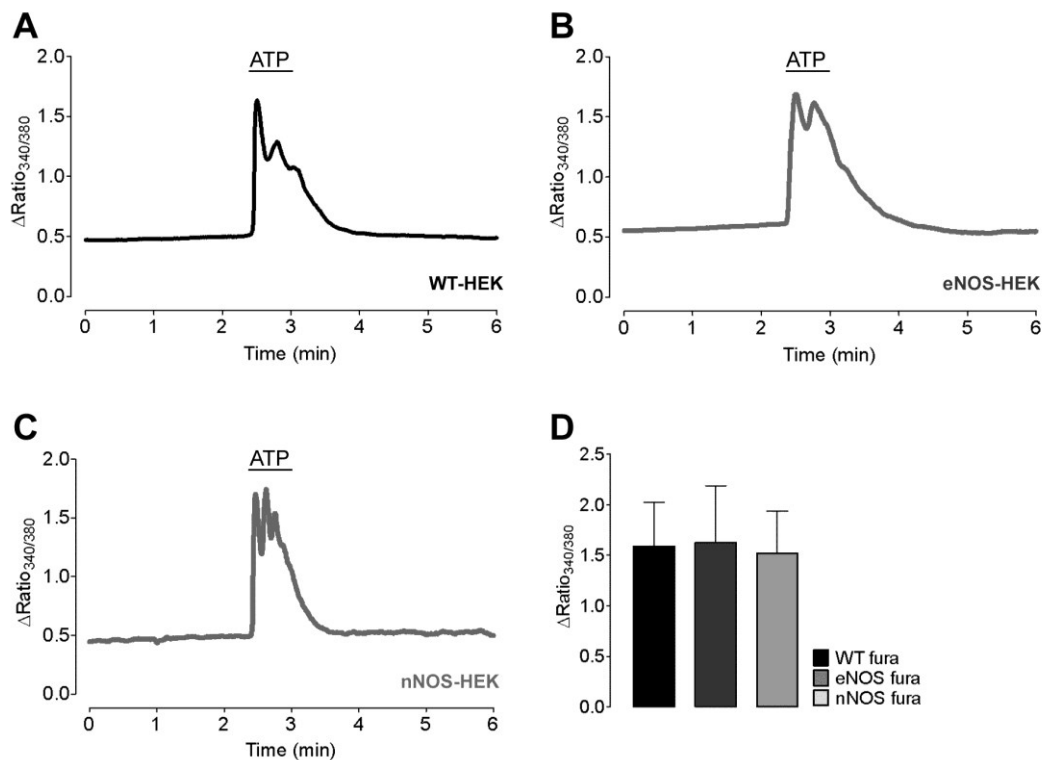 A
ATP
2.0
1.5
1.0
0.5
0.0
ΔRatio340/380
WT-HEK
0 1 2 3 4 5 6
Time (min)
B
ATP
2.0
1.5
1.0
0.5
0.0
ΔRatio340/380
eNOS-HEK
0 1 2 3 4 5 6
Time (min)
C
ATP
2.0
1.5
1.0
0.5
0.0
ΔRatio340/380
nNOS-HEK
0 1 2 3 4 5 6
Time (min)
D
2.5
2.0
1.5
1.0
0.5
0.0
ΔRatio340/380
WT fura
eNOS fura
nNOS fura